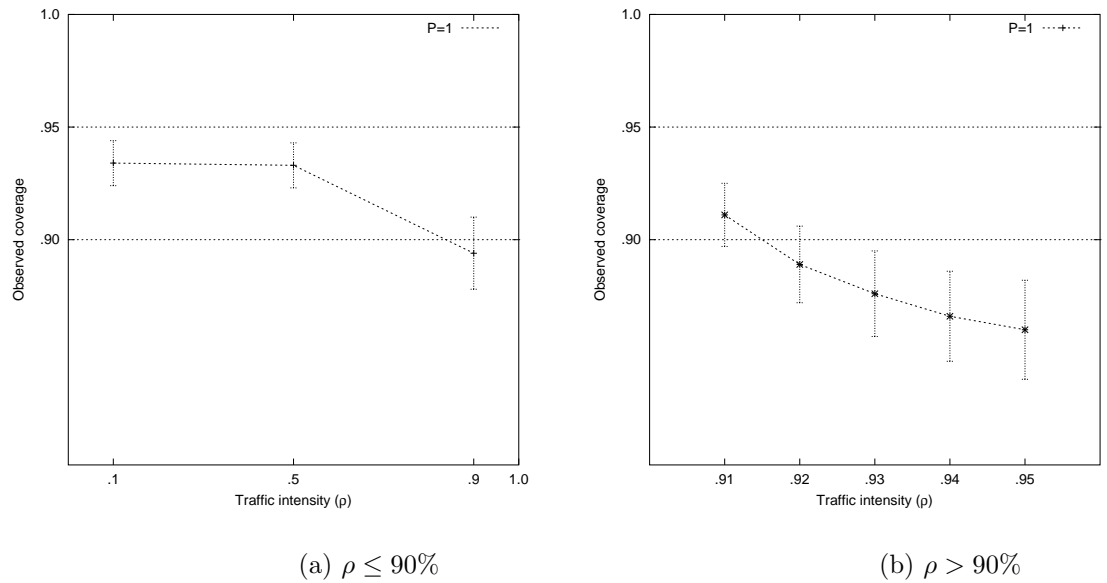 1.0
P=1
.95
.90
Observed coverage
.1
.5
.9
1.0
Traffic intensity (ρ)
(a) ρ ≤ 90%
1.0
P=1
.95
.90
Observed coverage
.91
.92
.93
.94
.95
Traffic intensity (ρ)
(b) ρ > 90%